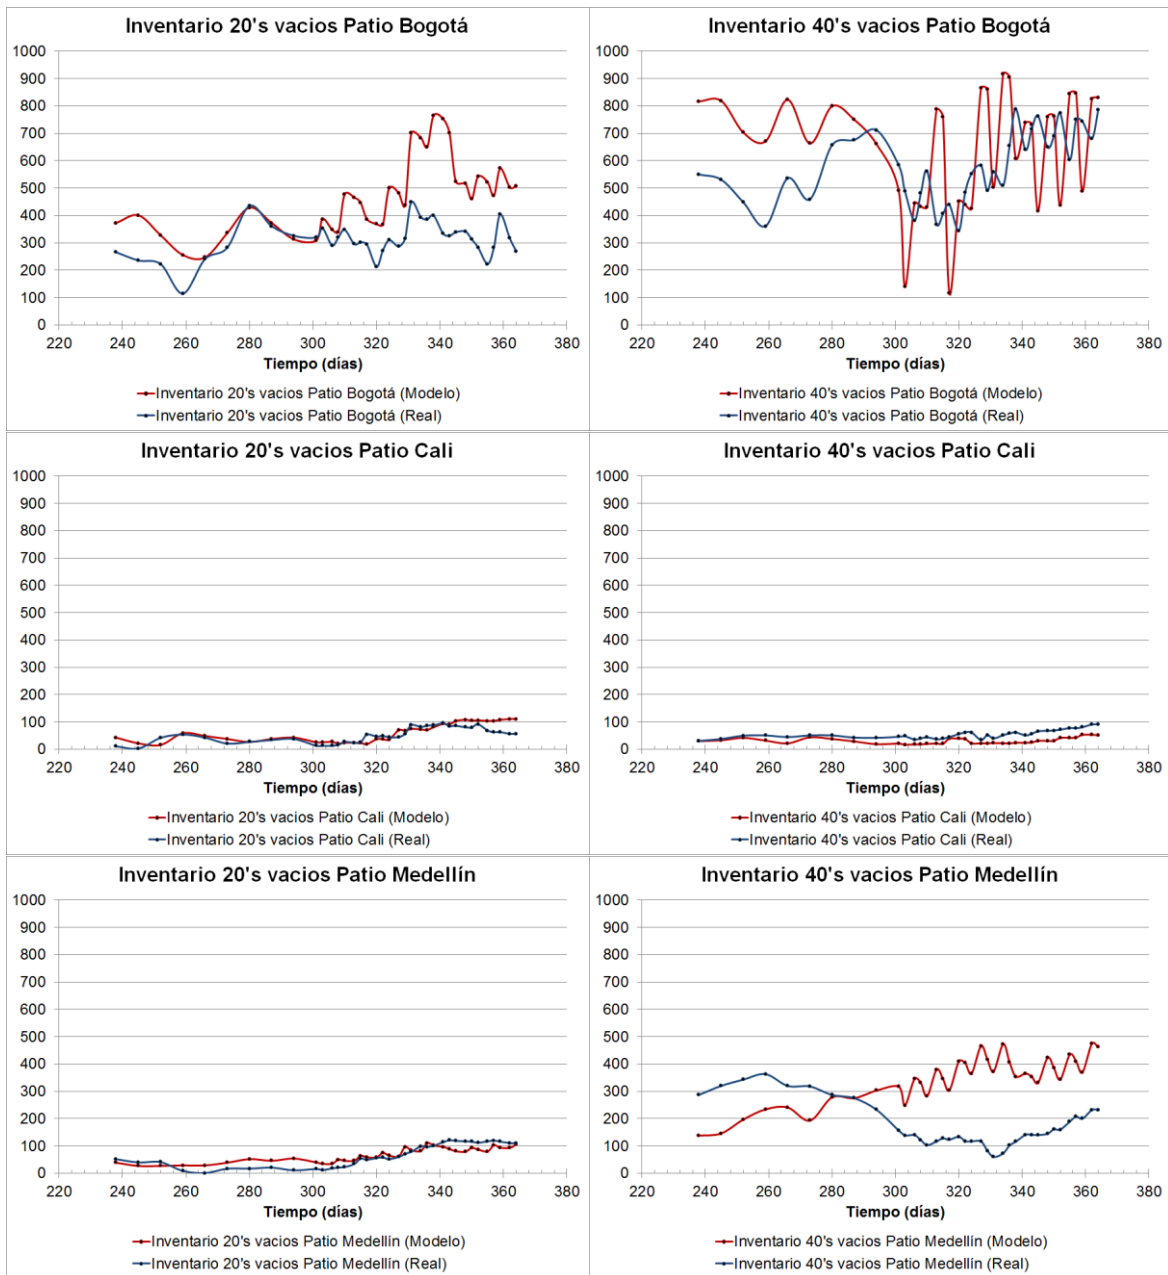 Inventario 20's vacios Patio Bogotá
1000
900
800
700
600
500
400
300
200
100
0
220 240 260 280 300 320 340 360 380
Tiempo (días)
Inventario 20's vacios Patio Bogotá (Modelo)
Inventario 20's vacios Patio Bogotá (Real)
Inventario 40's vacios Patio Bogotá
1000
900
800
700
600
500
400
300
200
100
0
220 240 260 280 300 320 340 360 380
Tiempo (días)
Inventario 40's vacios Patio Bogotá (Modelo)
Inventario 40's vacios Patio Bogotá (Real)
Inventario 20's vacios Patio Cali
1000
900
800
700
600
500
400
300
200
100
0
220 240 260 280 300 320 340 360 380
Tiempo (días)
Inventario 20's vacios Patio Cali (Modelo)
Inventario 20's vacios Patio Cali (Real)
Inventario 40's vacios Patio Cali
1000
900
800
700
600
500
400
300
200
100
0
220 240 260 280 300 320 340 360 380
Tiempo (días)
Inventario 40's vacios Patio Cali (Modelo)
Inventario 40's vacios Patio Cali (Real)
Inventario 20's vacios Patio Medellín
1000
900
800
700
600
500
400
300
200
100
0
220 240 260 280 300 320 340 360 380
Tiempo (días)
Inventario 20's vacios Patio Medellín (Modelo)
Inventario 20's vacios Patio Medellín (Real)
Inventario 40's vacios Patio Medellín
1000
900
800
700
600
500
400
300
200
100
0
220 240 260 280 300 320 340 360 380
Tiempo (días)
Inventario 40's vacios Patio Medellín (Modelo)
Inventario 40's vacios Patio Medellín (Real)